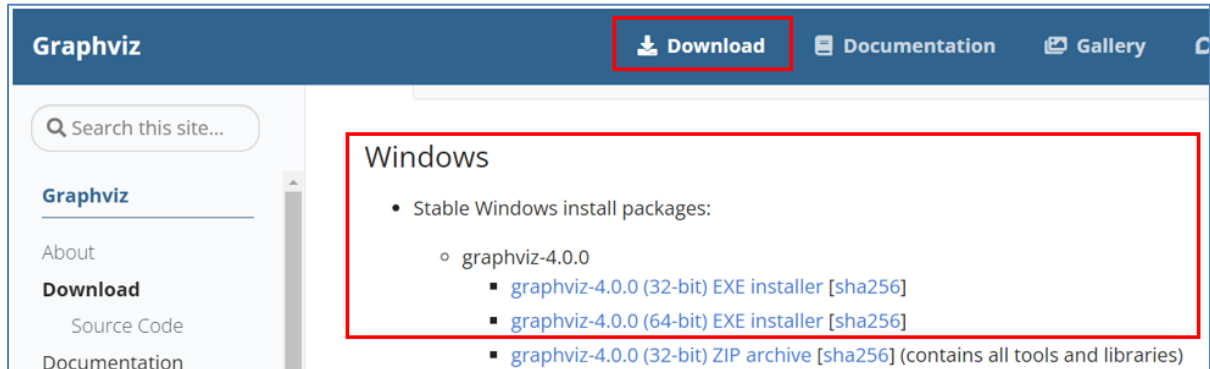 Graphviz
Download
Documentation
Gallery
Search this site...
Graphviz
About
Download
Source Code
Documentation
Windows
• Stable Windows install packages:
◦ graphviz-4.0.0
▪ graphviz-4.0.0 (32-bit) EXE installer [sha256]
▪ graphviz-4.0.0 (64-bit) EXE installer [sha256]
▪ graphviz-4.0.0 (32-bit) ZIP archive [sha256] (contains all tools and libraries)